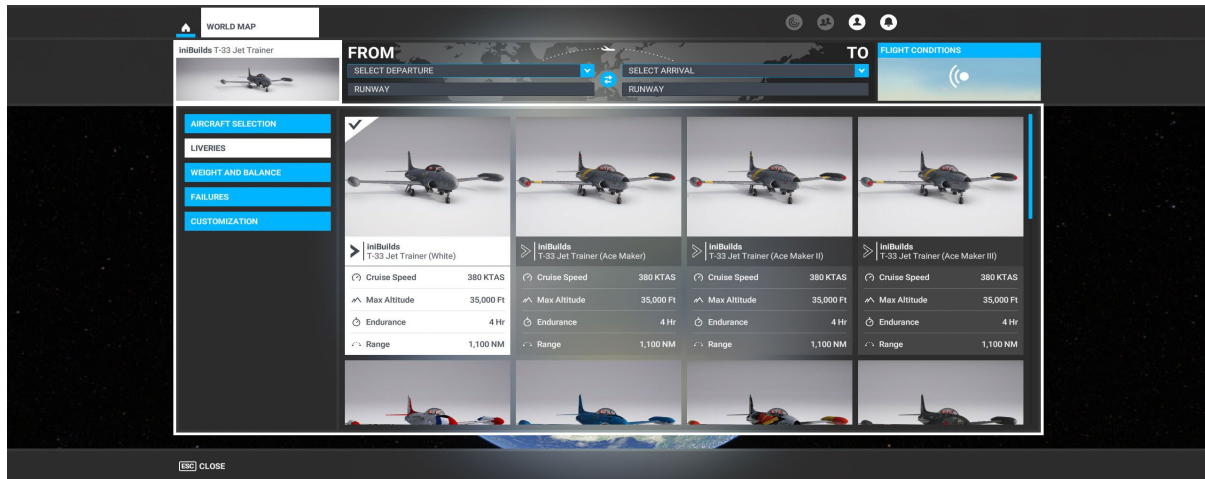 WORLD MAP
iniBuilds T-33 Jet Trainer
FROM
TO
SELECT DEPARTURE
SELECT ARRIVAL
RUNWAY
RUNWAY
FLIGHT CONDITIONS
AIRCRAFT SELECTION
LIVERIES
WEIGHT AND BALANCE
FAILURES
CUSTOMIZATION
iniBuilds
T-33 Jet Trainer (White)
Cruise Speed 380 KTAS
Max Altitude 35,000 Ft
Endurance 4 Hr
Range 1,100 NM
iniBuilds
T-33 Jet Trainer (Ace Maker)
Cruise Speed 380 KTAS
Max Altitude 35,000 Ft
Endurance 4 Hr
Range 1,100 NM
iniBuilds
T-33 Jet Trainer (Ace Maker II)
Cruise Speed 380 KTAS
Max Altitude 35,000 Ft
Endurance 4 Hr
Range 1,100 NM
iniBuilds
T-33 Jet Trainer (Ace Maker III)
Cruise Speed 380 KTAS
Max Altitude 35,000 Ft
Endurance 4 Hr
Range 1,100 NM
ESC CLOSE